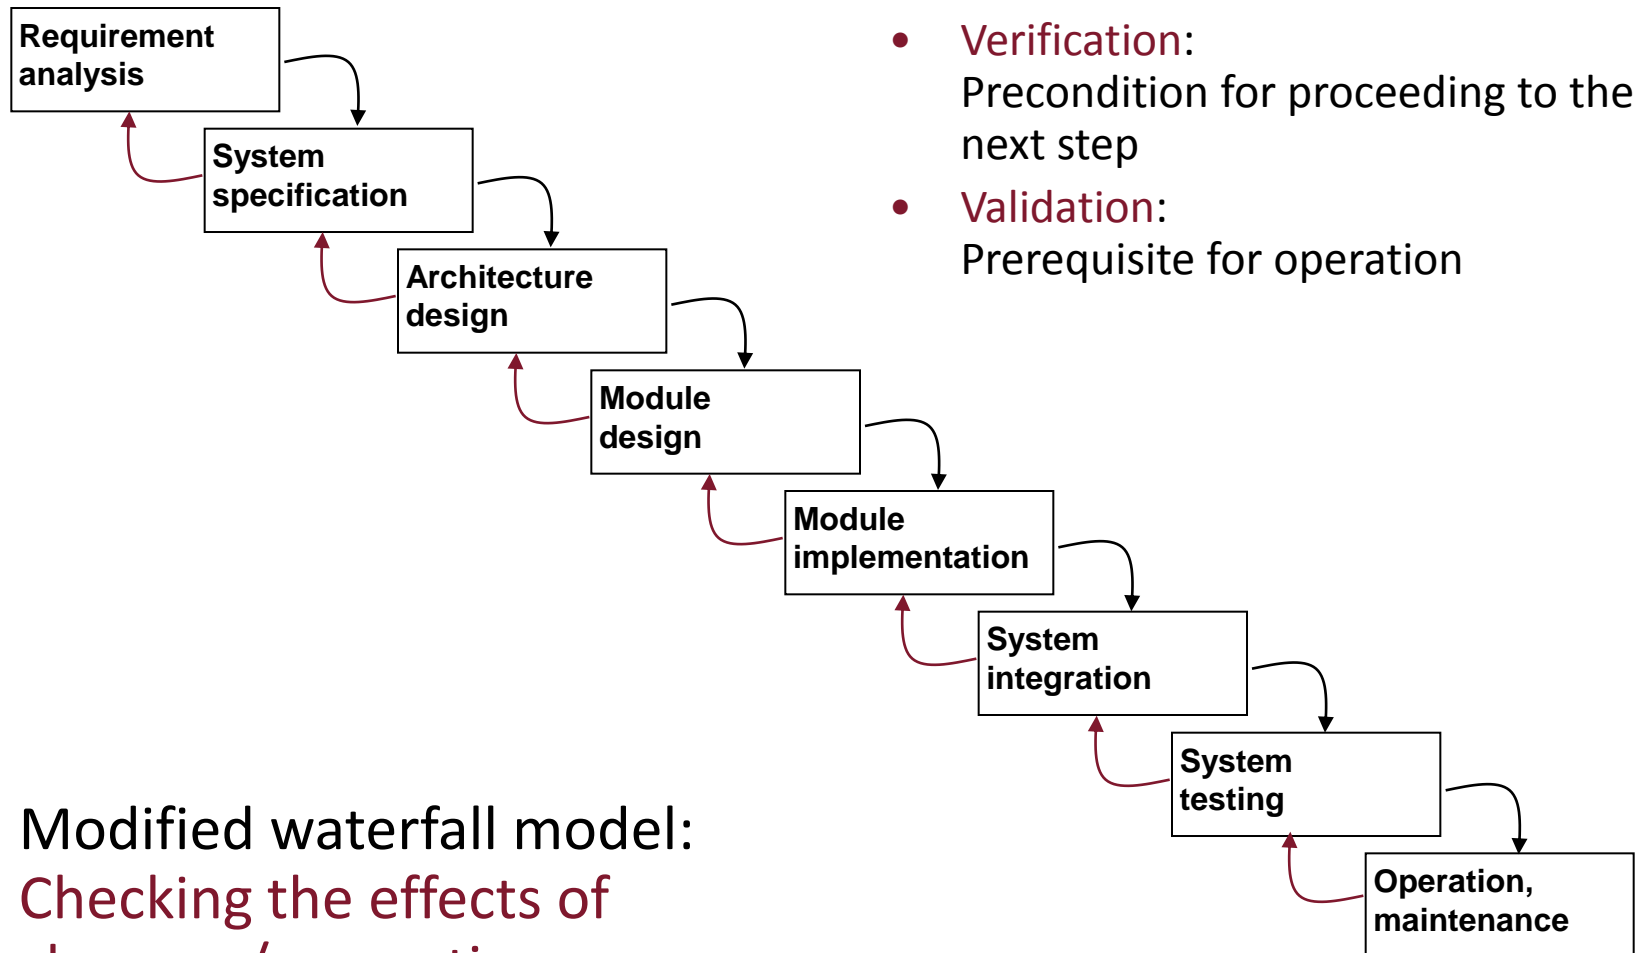 Requirement
analysis
• Verification:
Precondition for proceeding to the
next step
• Validation:
Prerequisite for operation
System
specification
Architecture
design
Module
design
Module
implementation
System
integration
System
testing
Operation,
maintenance
Modified waterfall model:
Checking the effects of